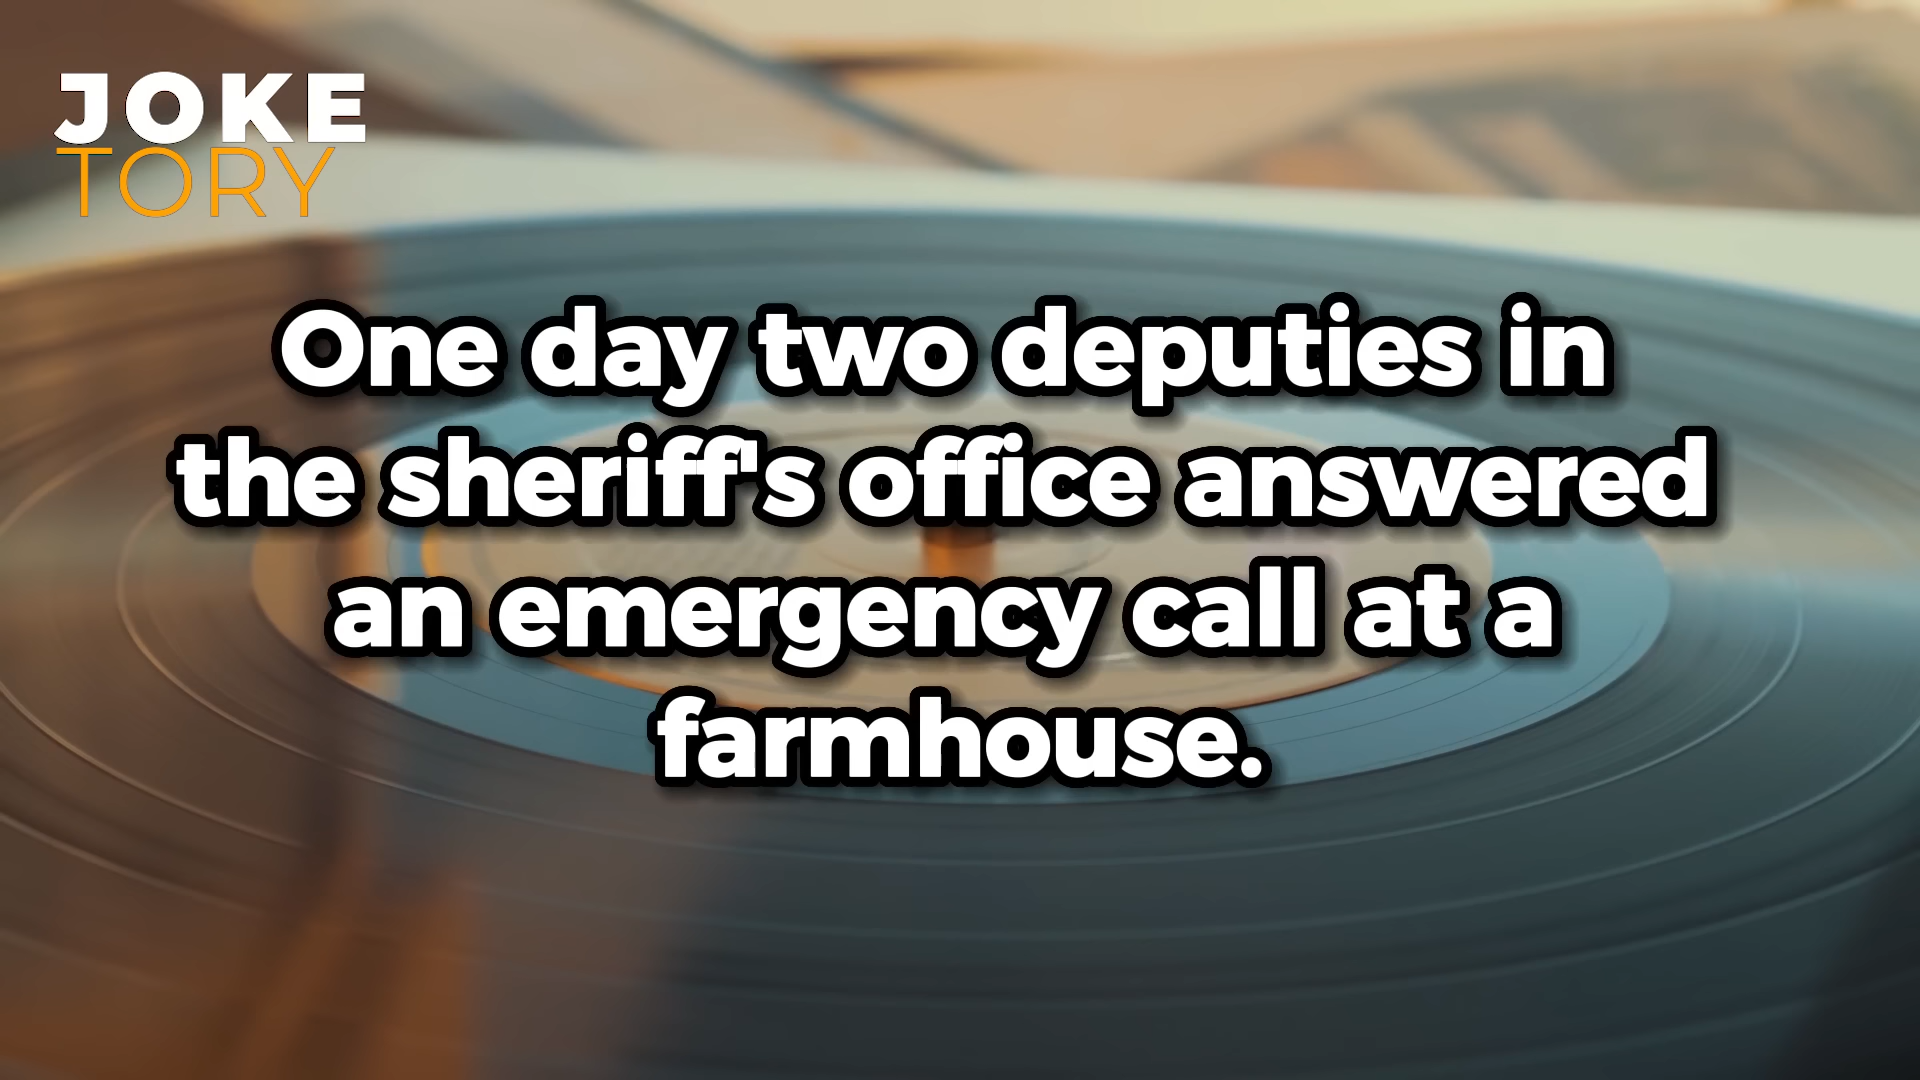 JOKE
TORY
One day two deputies in
the sheriff's office answered
an emergency call at a
farmhouse.